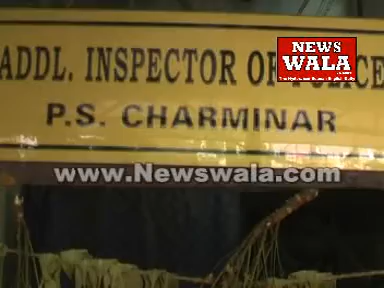 NEWS
WALA
ADDL. INSPECTOR OF POLICE
P.S. CHARMINAR
www.Newswala.com